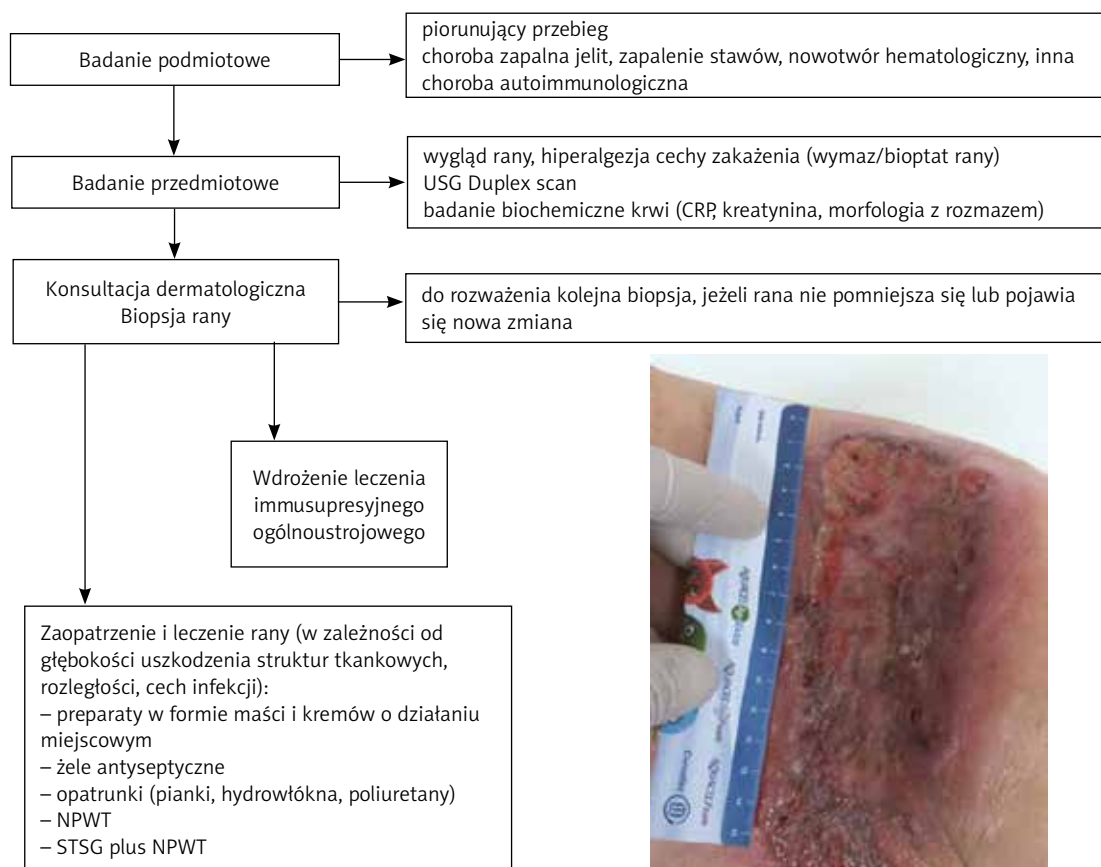 Badanie podmiotowe
piorunujący przebieg
choroba zapalna jelit, zapalenie stawów, nowotwór hematologiczny, inna
choroba autoimmunologiczna
Badanie przedmiotowe
wygląd rany, hiperalgezja cechy zakażenia (wymaz/bioptat rany)
USG Duplex scan
badanie biochemiczne krwi (CRP, kreatynina, morfologia z rozmazem)
Konsultacja dermatologiczna
Biopsja rany
do rozważenia kolejna biopsja, jeżeli rana nie pomniejsza się lub pojawia
się nowa zmiana
Wdrożenie leczenia
immusupresyjnego
ogólnoustrojowego
Zaopatrzenie i leczenie rany (w zależności od
głębokości uszkodzenia struktur tkankowych,
rozległości, cech infekcji):
– preparaty w formie maści i kremów o działaniu
miejscowym
– żele antyseptyczne
– opatrunki (pianki, hydrowłókna, poliuretany)
– NPWT
– STSG plus NPWT